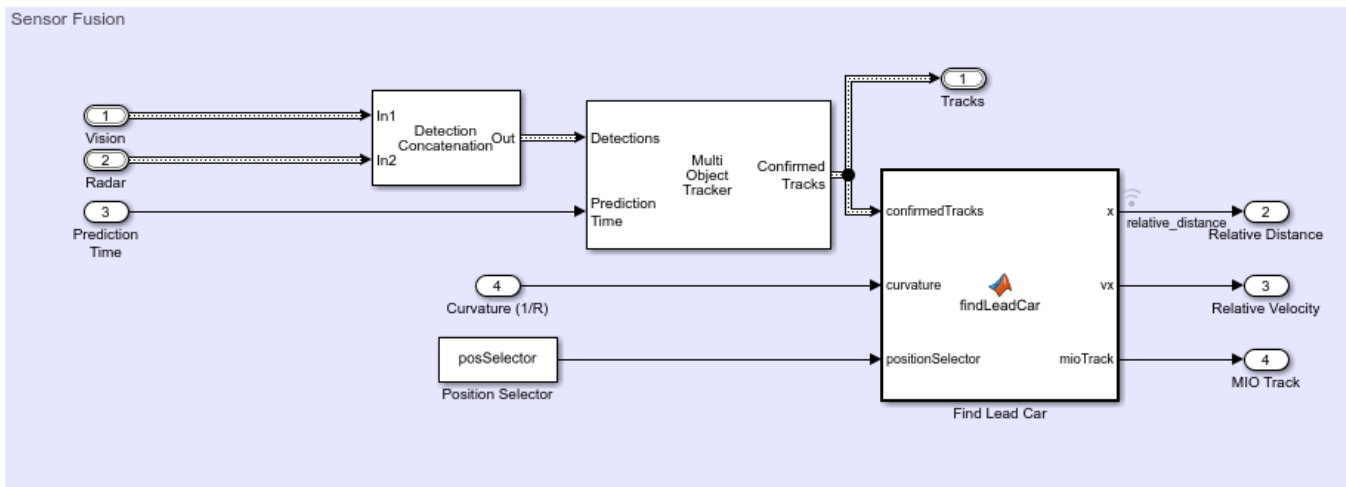 Sensor Fusion
1
Vision
2
Radar
3
Prediction
Time
In1
In2
Detection
Concatenation
Out
Detections
Prediction
Time
Multi
Object
Tracker
Confirmed
Tracks
1
Tracks
4
Curvature (1/R)
posSelector
Position Selector
confirmedTracks
curvature
positionSelector
findLeadCar
x
vx
mioTrack
Find Lead Car
relative_distance
2
Relative Distance
3
Relative Velocity
4
MIO Track